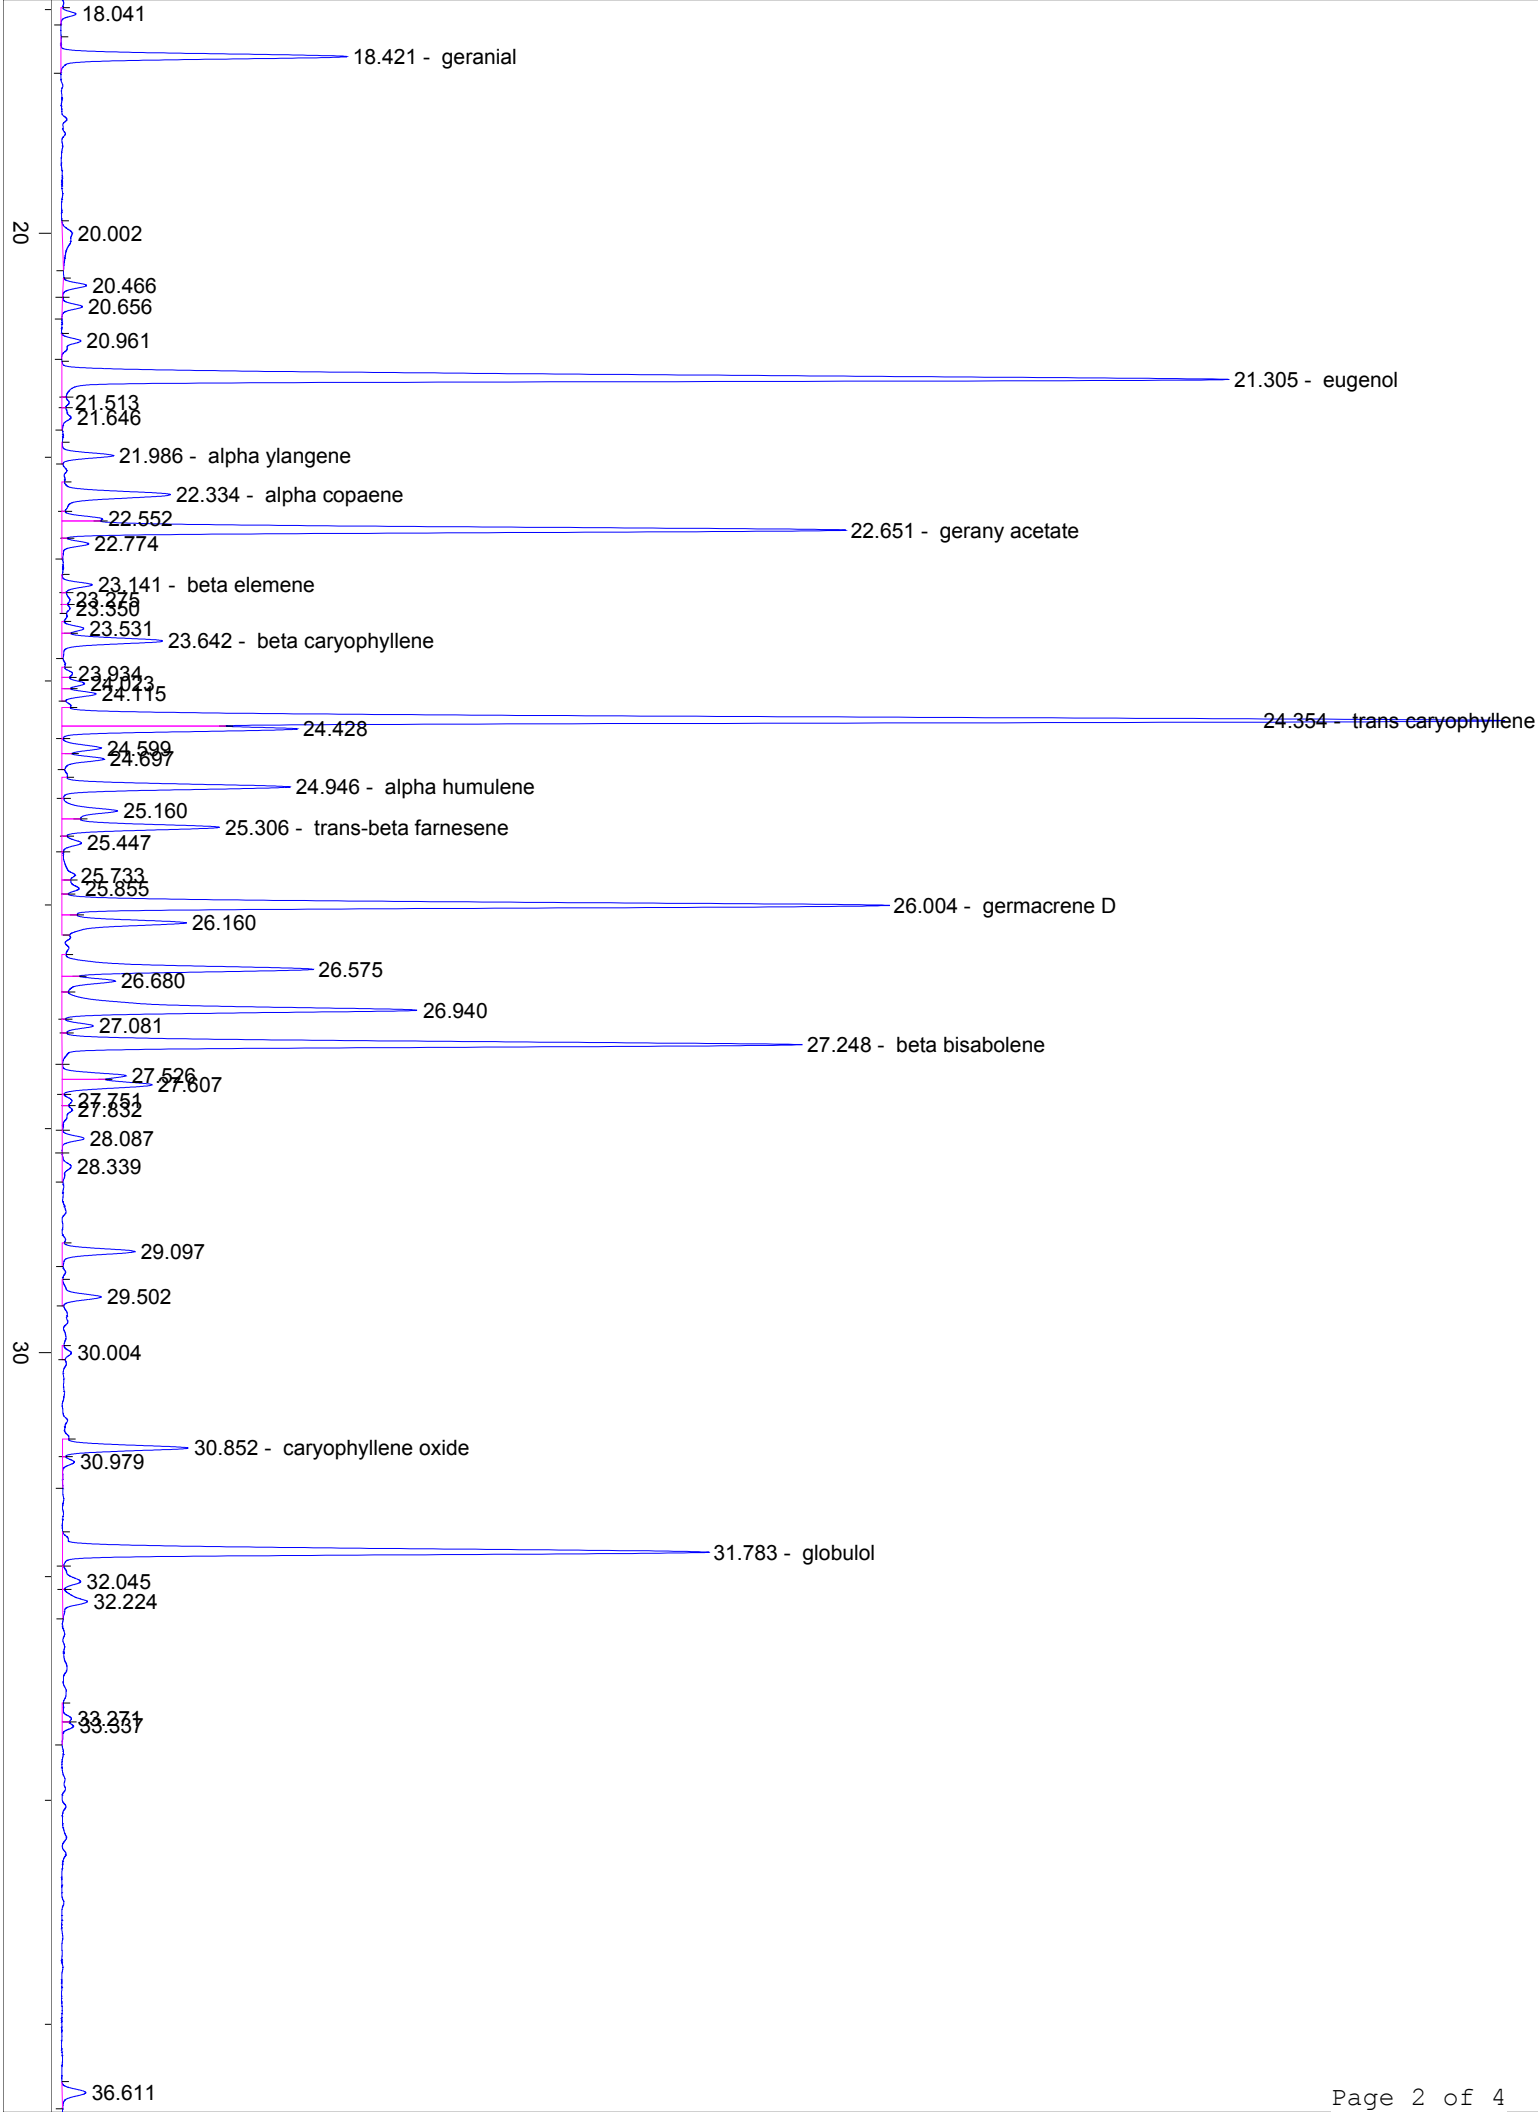 18.041
18.421 - geranial
20
20.002
20.466
20.656
20.961
21.305 - eugenol
21.513
21.646
21.986 - alpha ylangene
22.334 - alpha copaene
22.552
22.651 - gerany acetate
22.774
23.141 - beta elemene
23.275
23.350
23.531
23.642 - beta caryophyllene
23.934
24.023
24.115
24.354 - trans caryophyllene
24.428
24.599
24.697
24.946 - alpha humulene
25.160
25.306 - trans-beta farnesene
25.447
25.733
25.855
26.004 - germacrene D
26.160
26.575
26.680
26.940
27.081
27.248 - beta bisabolene
27.526
27.607
27.751
27.832
28.087
28.339
29.097
29.502
30
30.004
30.852 - caryophyllene oxide
30.979
31.783 - globulol
32.045
32.224
33.271
33.337
36.611
Page 2 of 4